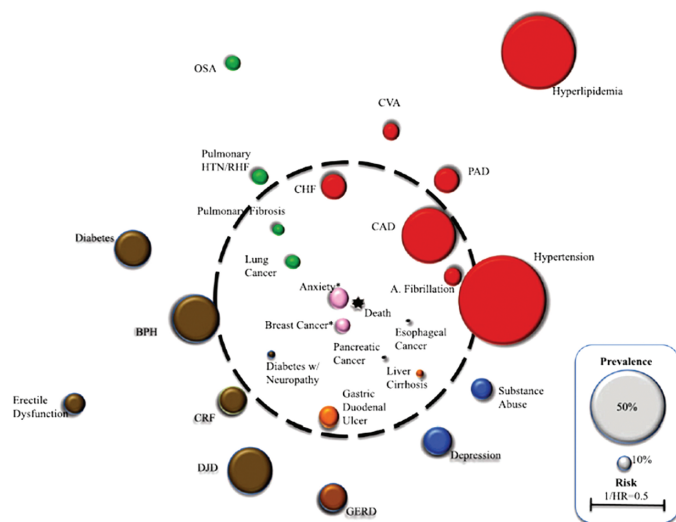 OSA
Hyperlipidemia
CVA
Pulmonary
HTN/RHF
PAD
CHF
Pulmonary Fibrosis
CAD
Diabetes
Hypertension
Lung
Cancer
Anxiety*
A. Fibrillation
Death
BPH
Breast Cancer*
Esophageal
Cancer
Pancreatic
Cancer
Diabetes w/
Neuropathy
Liver
Cirrhosis
Substance
Abuse
Erectile
Dysfunction
CRF
Gastric
Duodenal
Ulcer
Depression
DJD
GERD
Prevalence
50%
10%
Risk
1/HR=0.5